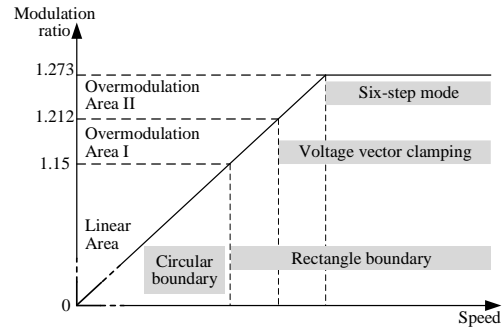 Modulation
ratio
1.273
Overmodulation
Area II
Six-step mode
1.212
Overmodulation
Area I
Voltage vector clamping
1.15
Linear
Area
Circular
boundary
Rectangle boundary
0
Speed